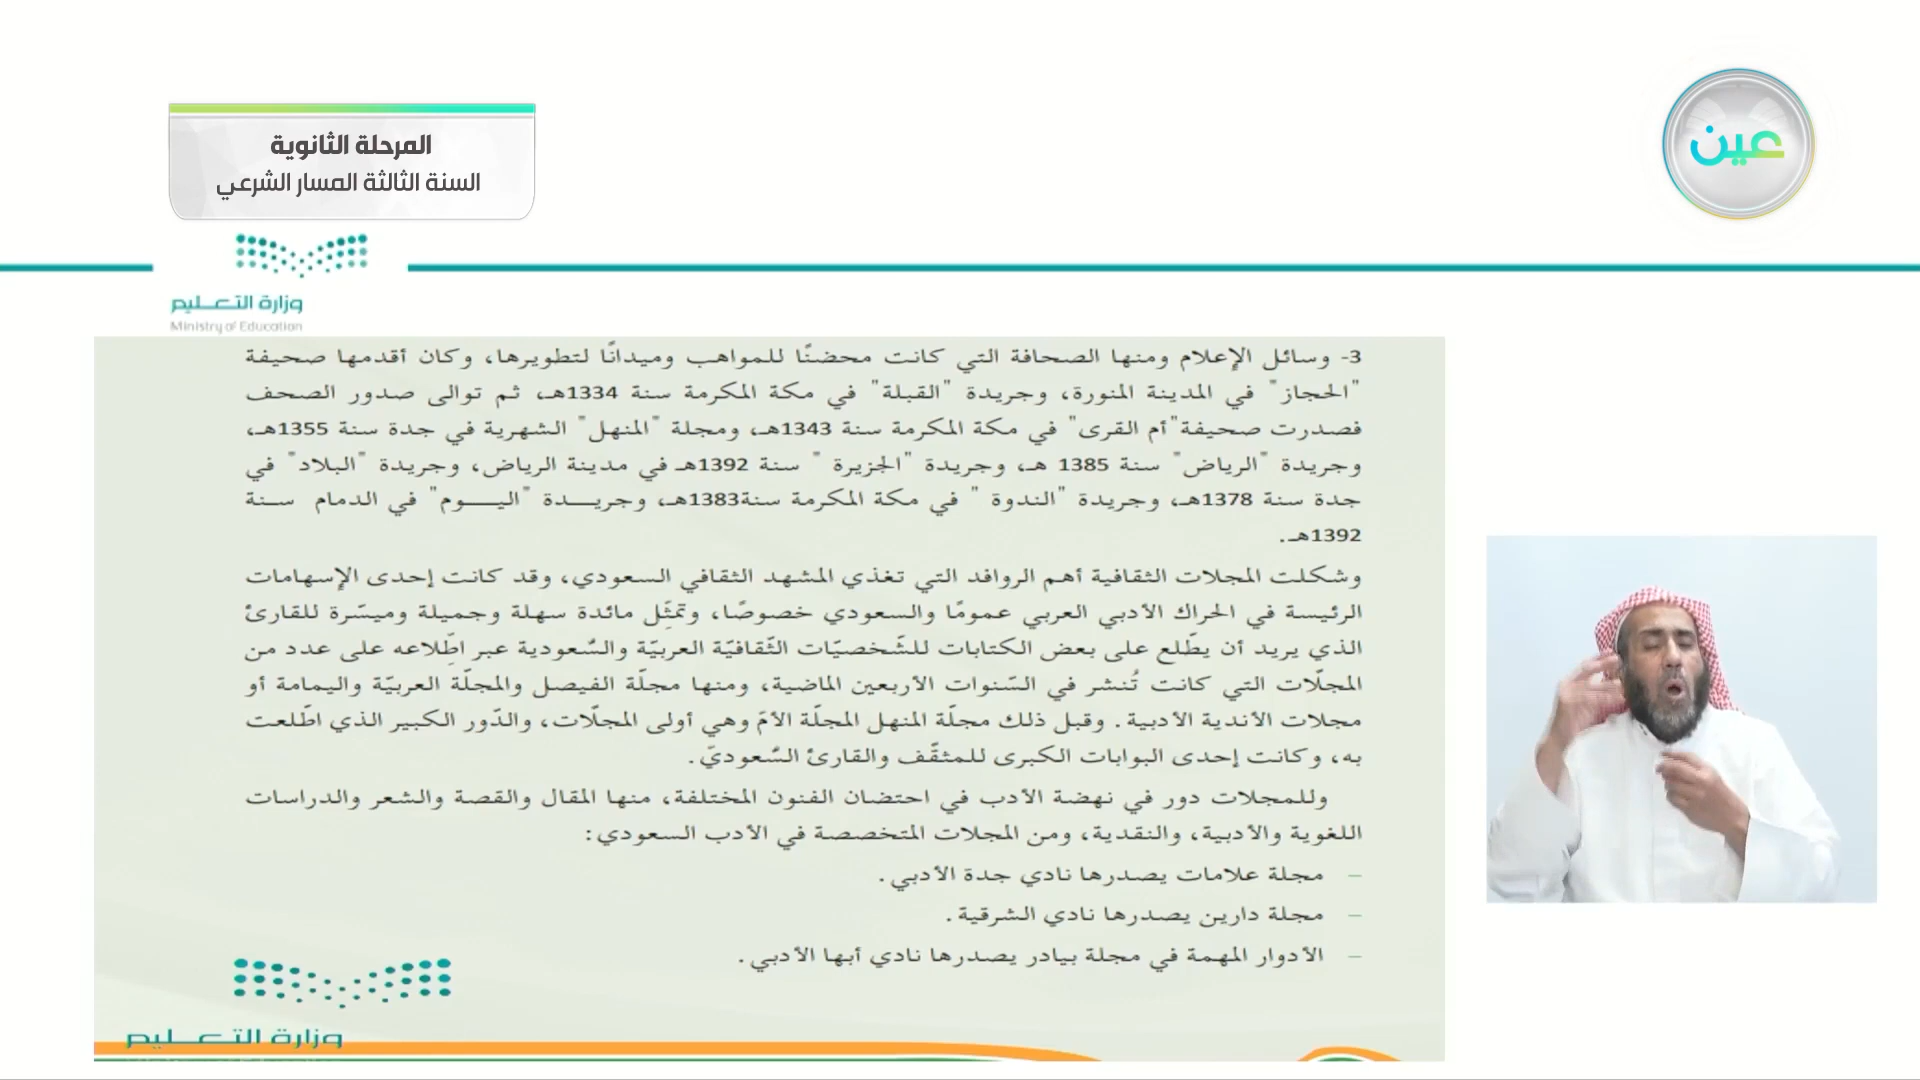 المرحلة الثانوية
السنة الثالثة المسار الشرعي
عين
وزارة التعليم
Ministry of Education
3- وسائل الإعلام ومنها الصحافة التي كانت محضنًا للمواهب وميدانًا لتطويرها، وكان أقدمها صحيفة
"الحجاز" في المدينة المنورة، وجريدة "القبلة" في مكة المكرمة سنة 1334هـ، ثم توالى صدور الصحف
فصدرت صحيفة"أم القرى" في مكة المكرمة سنة 1343هـ، ومجلة "المنهل" الشهرية في جدة سنة 1355هـ،
وجريدة "الرياض" سنة 1385 هـ، وجريدة "الجزيرة " سنة 1392هـ في مدينة الرياض، وجريدة "البلاد" في
جدة سنة 1378هـ، وجريدة "الندوة " في مكة المكرمة سنة1383هـ، وجريـــدة "اليـــوم" في الدمام سنة
1392هـ.
وشكلت المجلات الثقافية أهم الروافد التي تغذي المشهد الثقافي السعودي، وقد كانت إحدى الإسهامات
الرئيسة في الحراك الأدبي العربي عمومًا والسعودي خصوصًا، وتمثِّل مائدة سهلة وجميلة وميسّرة للقارئ
الذي يريد أن يطّلع على بعض الكتابات للشّخصيّات الثّقافيّة العربيّة والسّعودية عبر اطّلاعه على عدد من
المجلّات التي كانت تُنشر في السّنوات الأربعين الماضية، ومنها مجلّة الفيصل والمجلّة العربيّة واليمامة أو
مجلات الأندية الأدبية. وقبل ذلك مجلّة المنهل المجلّة الأمّ وهي أولى المجلّات، والدّور الكبير الذي اطّلعت
به، وكانت إحدى البوابات الكبرى للمثقّف والقارئ السّعوديّ.
وللمجلات دور في نهضة الأدب في احتضان الفنون المختلفة، منها المقال والقصة والشعر والدراسات
اللغوية والأدبية، والنقدية، ومن المجلات المتخصصة في الأدب السعودي:
– مجلة علامات يصدرها نادي جدة الأدبي.
– مجلة دارين يصدرها نادي الشرقية.
– الأدوار المهمة في مجلة بيادر يصدرها نادي أبها الأدبي.
وزارة التعليم